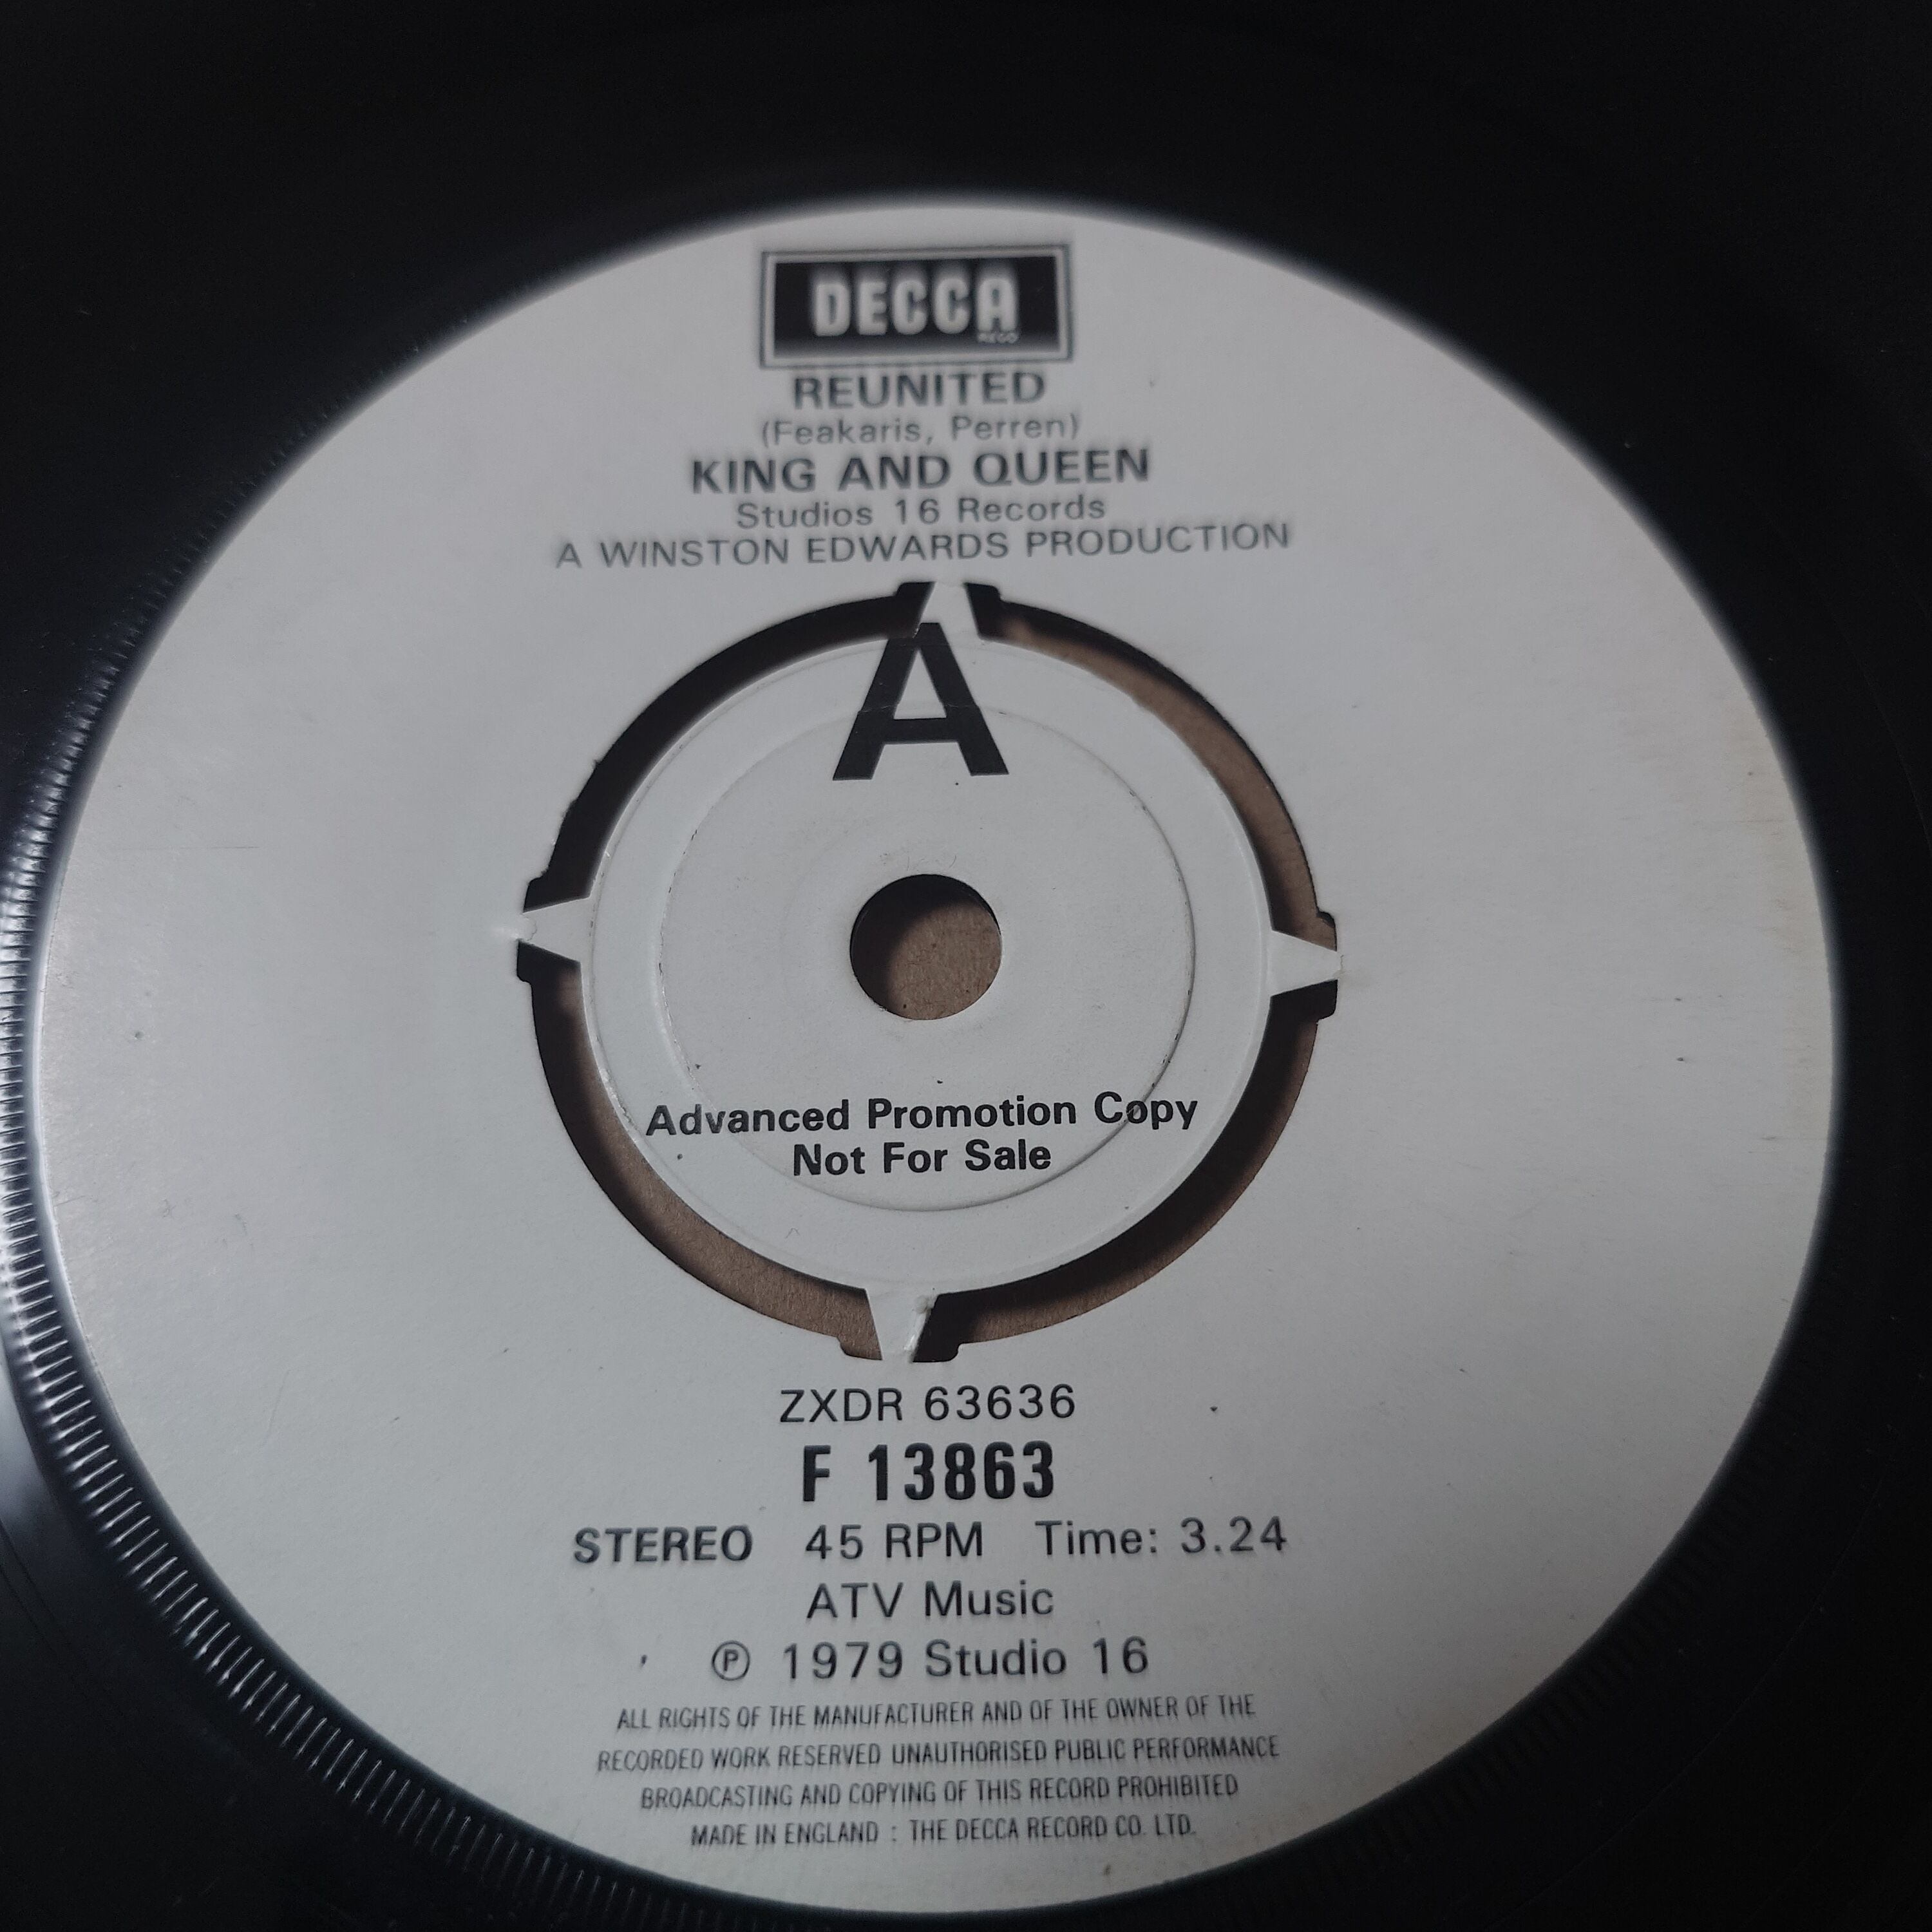 DECCA
REUNITED
(Feakaris, Perren)
KING AND QUEEN
Studios 16 Records
A WINSTON EDWARDS PRODUCTION
A
Advanced Promotion Copy
Not For Sale
ZXDR 63636
F 13863
STEREO 45 RPM Time: 3.24
ATV Music
℗ 1979 Studio 16
ALL RIGHTS OF THE MANUFACTURER AND OF THE OWNER OF THE
RECORDED WORK RESERVED UNAUTHORISED PUBLIC PERFORMANCE
BROADCASTING AND COPYING OF THIS RECORD PROHIBITED
MADE IN ENGLAND : THE DECCA RECORD CO. LTD.